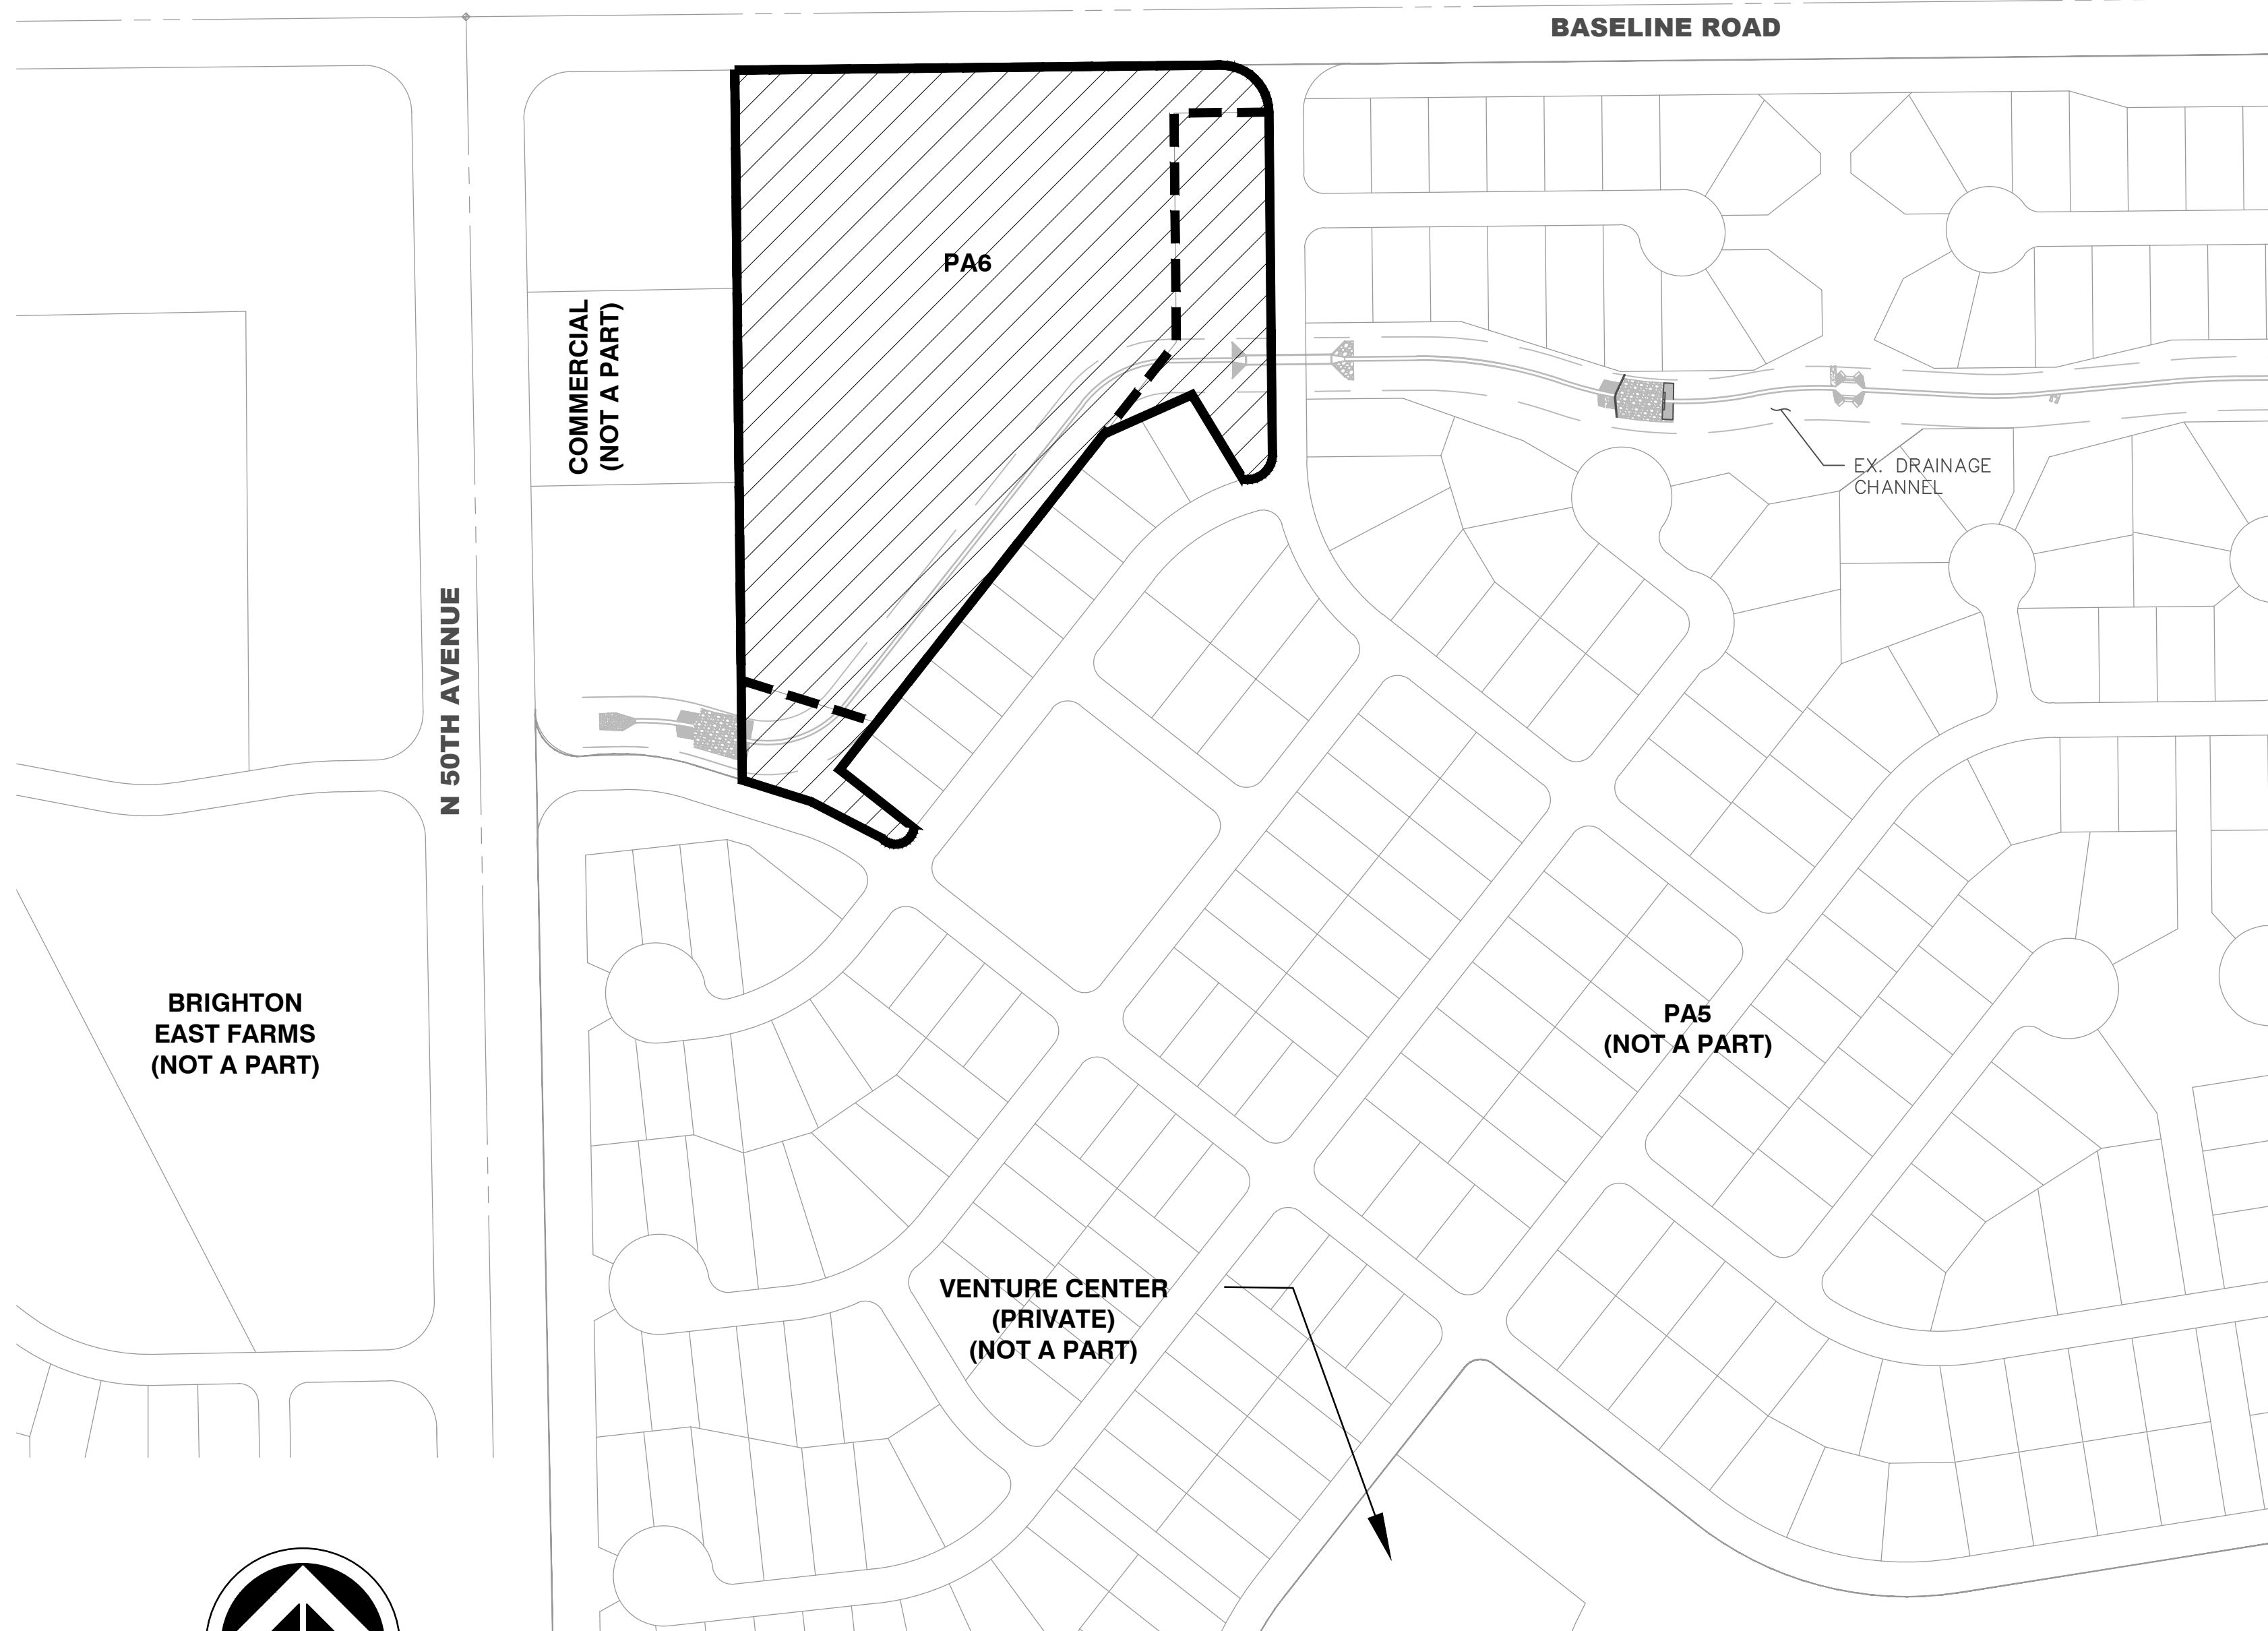 BASELINE ROAD
PA6
COMMERCIAL
(NOT A PART)
EX. DRAINAGE
CHANNEL
N 50TH AVENUE
BRIGHTON
EAST FARMS
(NOT A PART)
PA5
(NOT A PART)
VENTURE CENTER
(PRIVATE)
(NOT A PART)